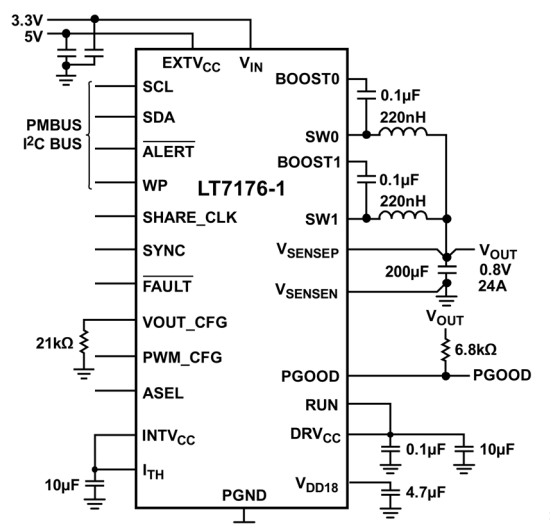 3.3V
5V
EXTVCC
VIN
PMBUS
I²C BUS
SCL
SDA
ALERT
WP
SHARE_CLK
SYNC
FAULT
VOUT_CFG
21kΩ
PWM_CFG
ASEL
INTVCC
10µF
ITH
LT7176-1
PGND
BOOST0
0.1µF
220nH
SW0
BOOST1
0.1µF
220nH
SW1
VSENSEP
VOUT
0.8V
24A
200µF
VSENSEN
VOUT
6.8kΩ
PGOOD
PGOOD
RUN
DRVCC
0.1µF
10µF
VDD18
4.7µF